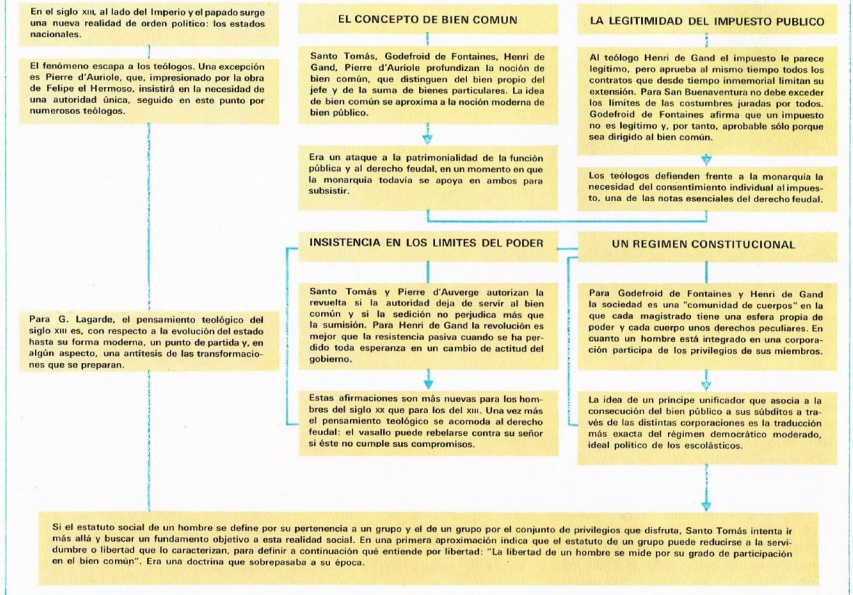 En el siglo XIII, al lado del Imperio y el papado surge
una nueva realidad de orden político: los estados
nacionales.
El fenómeno escapa a los teólogos. Una excepción
es Pierre d'Auriole, que, impresionado por la obra
de Felipe el Hermoso, insistirá en la necesidad de
una autoridad única, seguido en este punto por
numerosos teólogos.
Para G. Lagarde, el pensamiento teológico del
siglo XIII es, con respecto a la evolución del estado
hasta su forma moderna, un punto de partida y, en
algún aspecto, una antítesis de las transformacio-
nes que se preparan.
EL CONCEPTO DE BIEN COMUN
Santo Tomás, Godefroid de Fontaines, Henri de
Gand, Pierre d'Auriole profundizan la noción de
bien común, que distinguen del bien propio del
jefe y de la suma de bienes particulares. La idea
de bien común se aproxima a la noción moderna de
bien público.
Era un ataque a la patrimonialidad de la función
pública y al derecho feudal, en un momento en que
la monarquía todavía se apoya en ambos para
subsistir.
LA LEGITIMIDAD DEL IMPUESTO PUBLICO
Al teólogo Henri de Gand el impuesto le parece
legítimo, pero aprueba al mismo tiempo todos los
contratos que desde tiempo inmemorial limitan su
extensión. Para San Buenaventura no debe exceder
los límites de las costumbres juradas por todos.
Godefroid de Fontaines afirma que un impuesto
no es legítimo y, por tanto, aprobable sólo porque
sea dirigido al bien común.
Los teólogos defienden frente a la monarquía la
necesidad del consentimiento individual al impues-
to, una de las notas esenciales del derecho feudal.
INSISTENCIA EN LOS LIMITES DEL PODER
Santo Tomás y Pierre d'Auverge autorizan la
revuelta si la autoridad deja de servir al bien
común y si la sedición no perjudica más que
la sumisión. Para Henri de Gand la revolución es
mejor que la resistencia pasiva cuando se ha per-
dido toda esperanza en un cambio de actitud del
gobierno.
Estas afirmaciones son más nuevas para los hom-
bres del siglo XX que para los del XIII. Una vez más
el pensamiento teológico se acomoda al derecho
feudal: el vasallo puede rebelarse contra su señor
si éste no cumple sus compromisos.
UN REGIMEN CONSTITUCIONAL
Para Godefroid de Fontaines y Henri de Gand
la sociedad es una "comunidad de cuerpos" en la
que cada magistrado tiene una esfera propia de
poder y cada cuerpo unos derechos peculiares. En
cuanto un hombre está integrado en una corpora-
ción participa de los privilegios de sus miembros.
La idea de un príncipe unificador que asocia a la
consecución del bien público a sus súbditos a tra-
vés de las distintas corporaciones es la traducción
más exacta del régimen democrático moderado,
ideal político de los escolásticos.
Si el estatuto social de un hombre se define por su pertenencia a un grupo y el de un grupo por el conjunto de privilegios que disfruta, Santo Tomás intenta ir
más allá y buscar un fundamento objetivo a esta realidad social. En una primera aproximación indica que el estatuto de un grupo puede reducirse a la servi-
dumbre o libertad que lo caracterizan, para definir a continuación qué entiende por libertad: "La libertad de un hombre se mide por su grado de participación
en el bien común". Era una doctrina que sobrepasaba a su época.